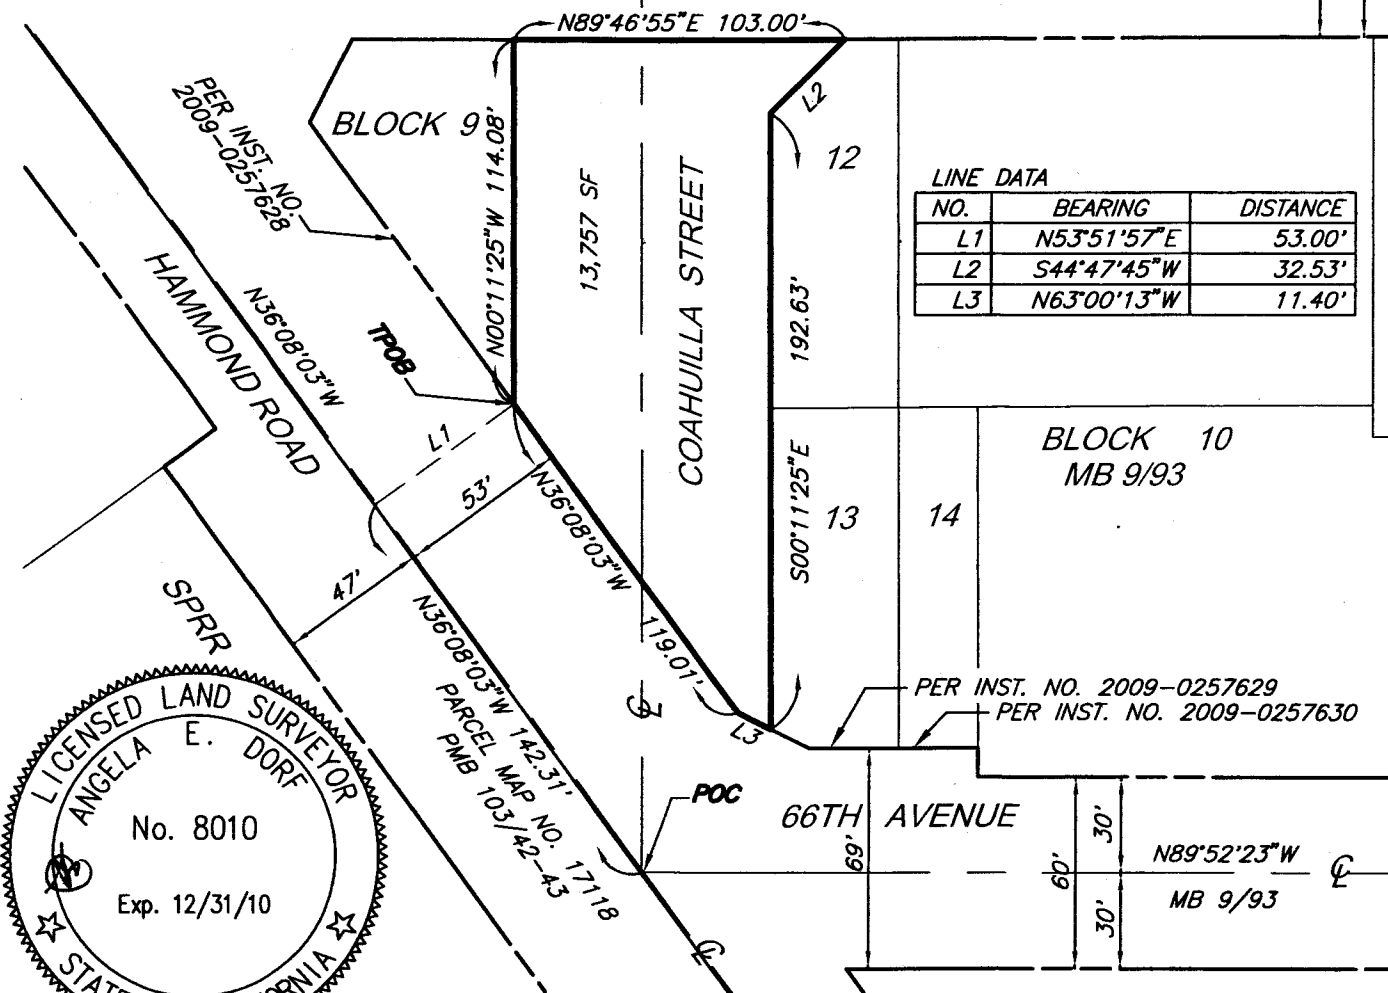 N89°46'55"E 103.00'
PER INST. NO.
2009-0257628
BLOCK 9
N00°11'25"W 114.08'
13,757 SF
COAHUILLA STREET
L2
12
192.63'
S00°11'25"E
LINE DATA
NO. BEARING DISTANCE
L1 N53°51'57"E 53.00'
L2 S44°47'45"W 32.53'
L3 N63°00'13"W 11.40'
HAMMOND ROAD
N36°08'03"W
TPOB
L1
53'
47'
N36°08'03"W
119.01'
BLOCK 10
MB 9/93
13
14
SPRR
N36°08'03"W 142.31'
PARCEL MAP NO. 17118
PMB 103/42-43
L3
PER INST. NO. 2009-0257629
PER INST. NO. 2009-0257630
POC
66TH AVENUE
69'
60'
30'
30'
N89°52'23"W
MB 9/93
LICENSED LAND SURVEYOR
ANGELA E. DORF
No. 8010
Exp. 12/31/10